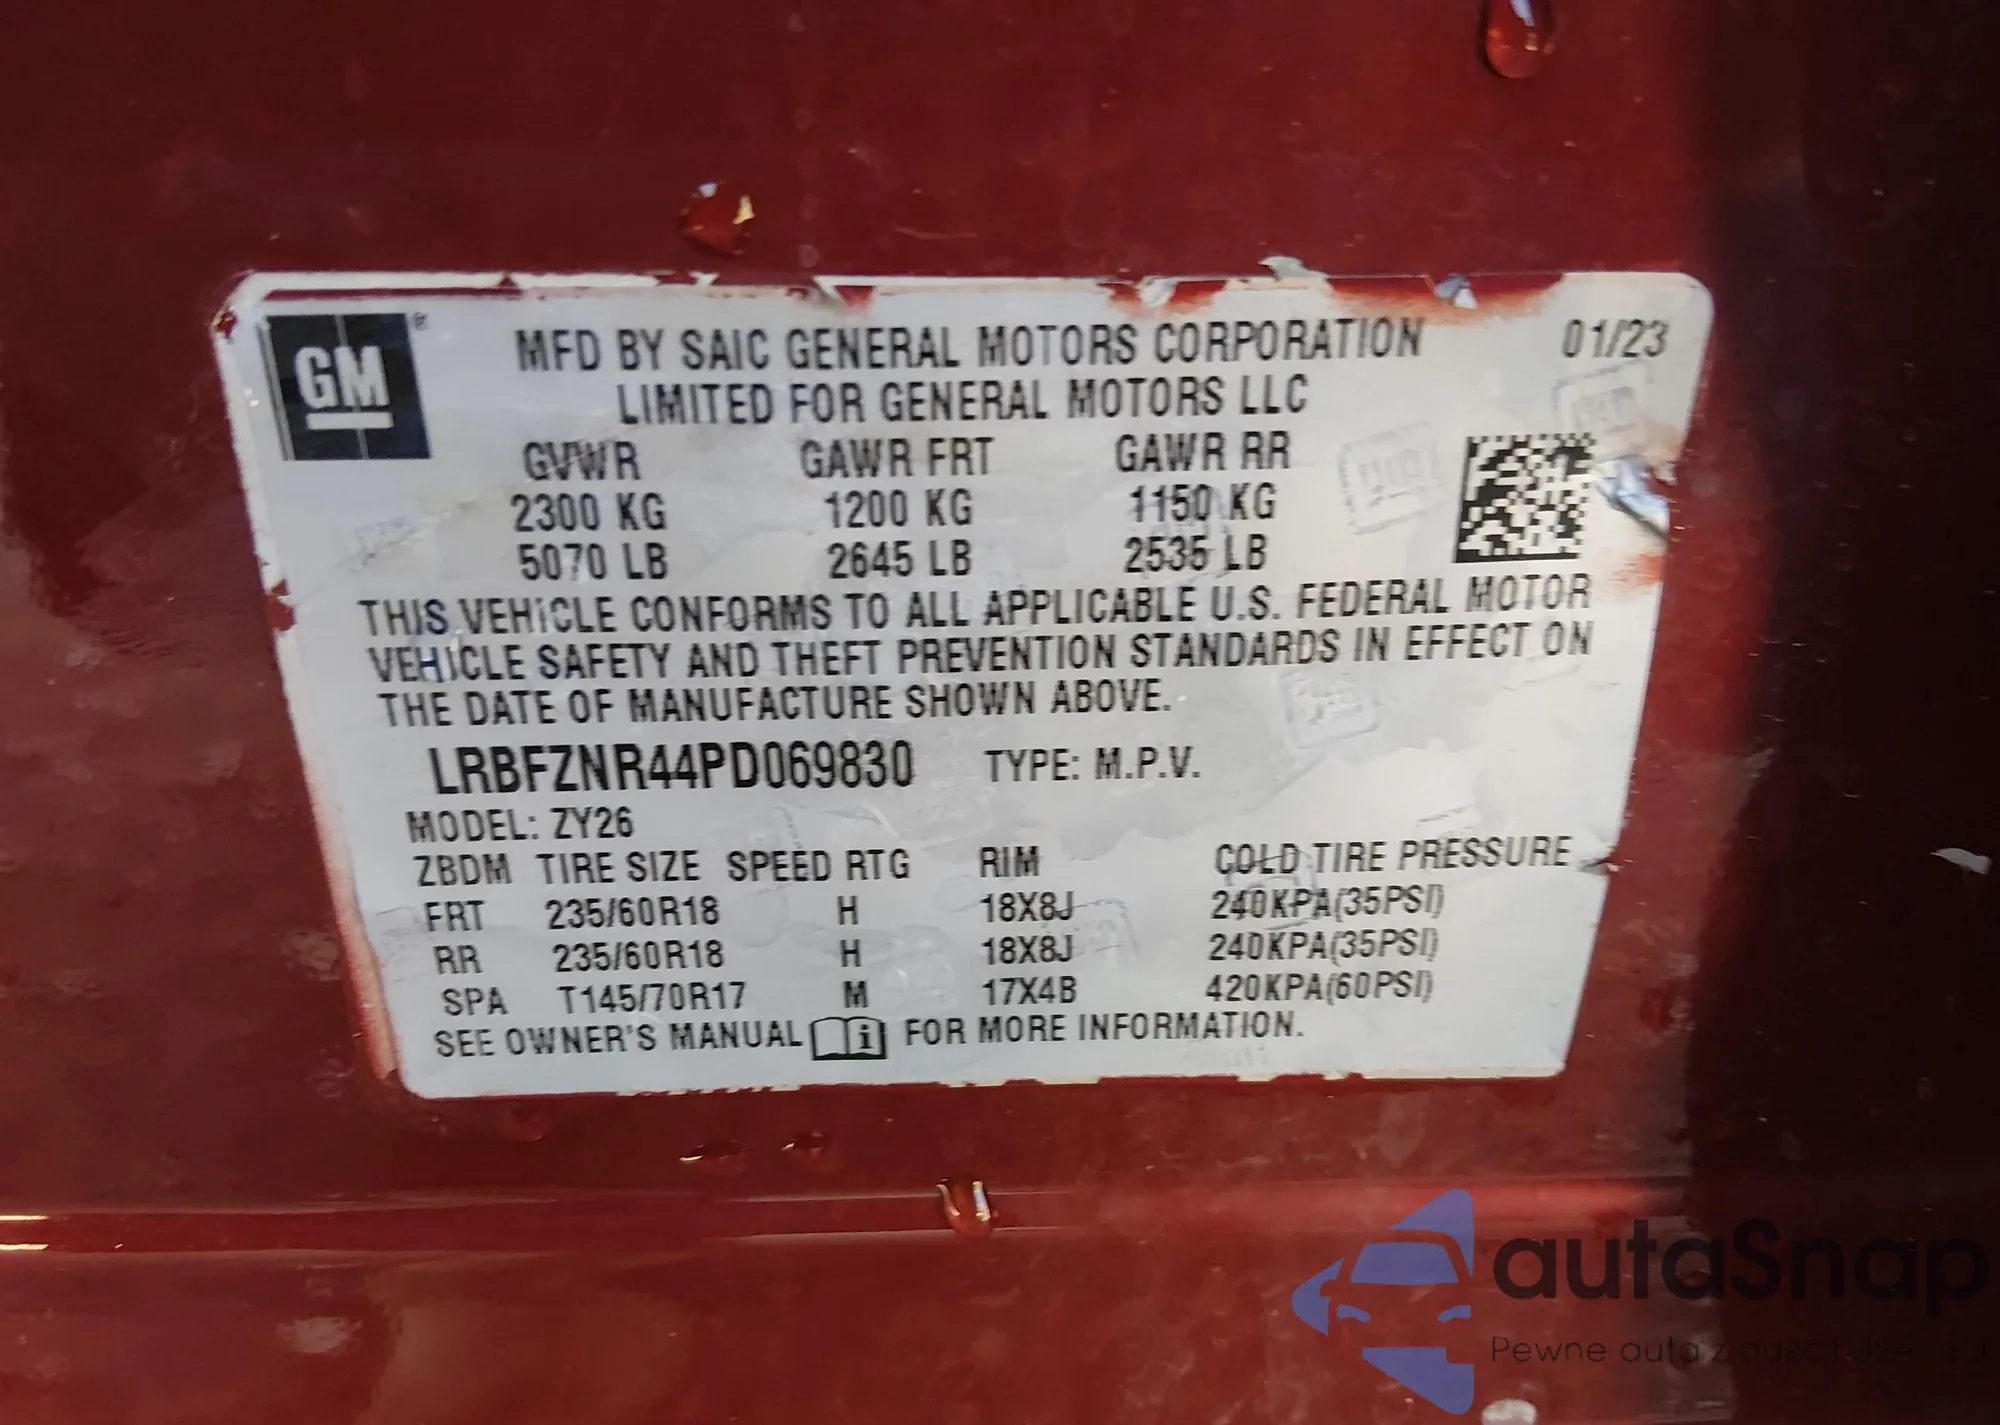 GM ®
MFD BY SAIC GENERAL MOTORS CORPORATION 01/23
LIMITED FOR GENERAL MOTORS LLC
GVWR GAWR FRT GAWR RR
2300 KG 1200 KG 1150 KG
5070 LB 2645 LB 2535 LB
THIS VEHICLE CONFORMS TO ALL APPLICABLE U.S. FEDERAL MOTOR
VEHICLE SAFETY AND THEFT PREVENTION STANDARDS IN EFFECT ON
THE DATE OF MANUFACTURE SHOWN ABOVE.
LRBFZNR44PD069830 TYPE: M.P.V.
MODEL: ZY26
ZBDM TIRE SIZE SPEED RTG RIM COLD TIRE PRESSURE
FRT 235/60R18 H 18X8J 240KPA(35PSI)
RR 235/60R18 H 18X8J 240KPA(35PSI)
SPA T145/70R17 M 17X4B 420KPA(60PSI)
SEE OWNER'S MANUAL i FOR MORE INFORMATION.
autaSnap
Pewne auta z